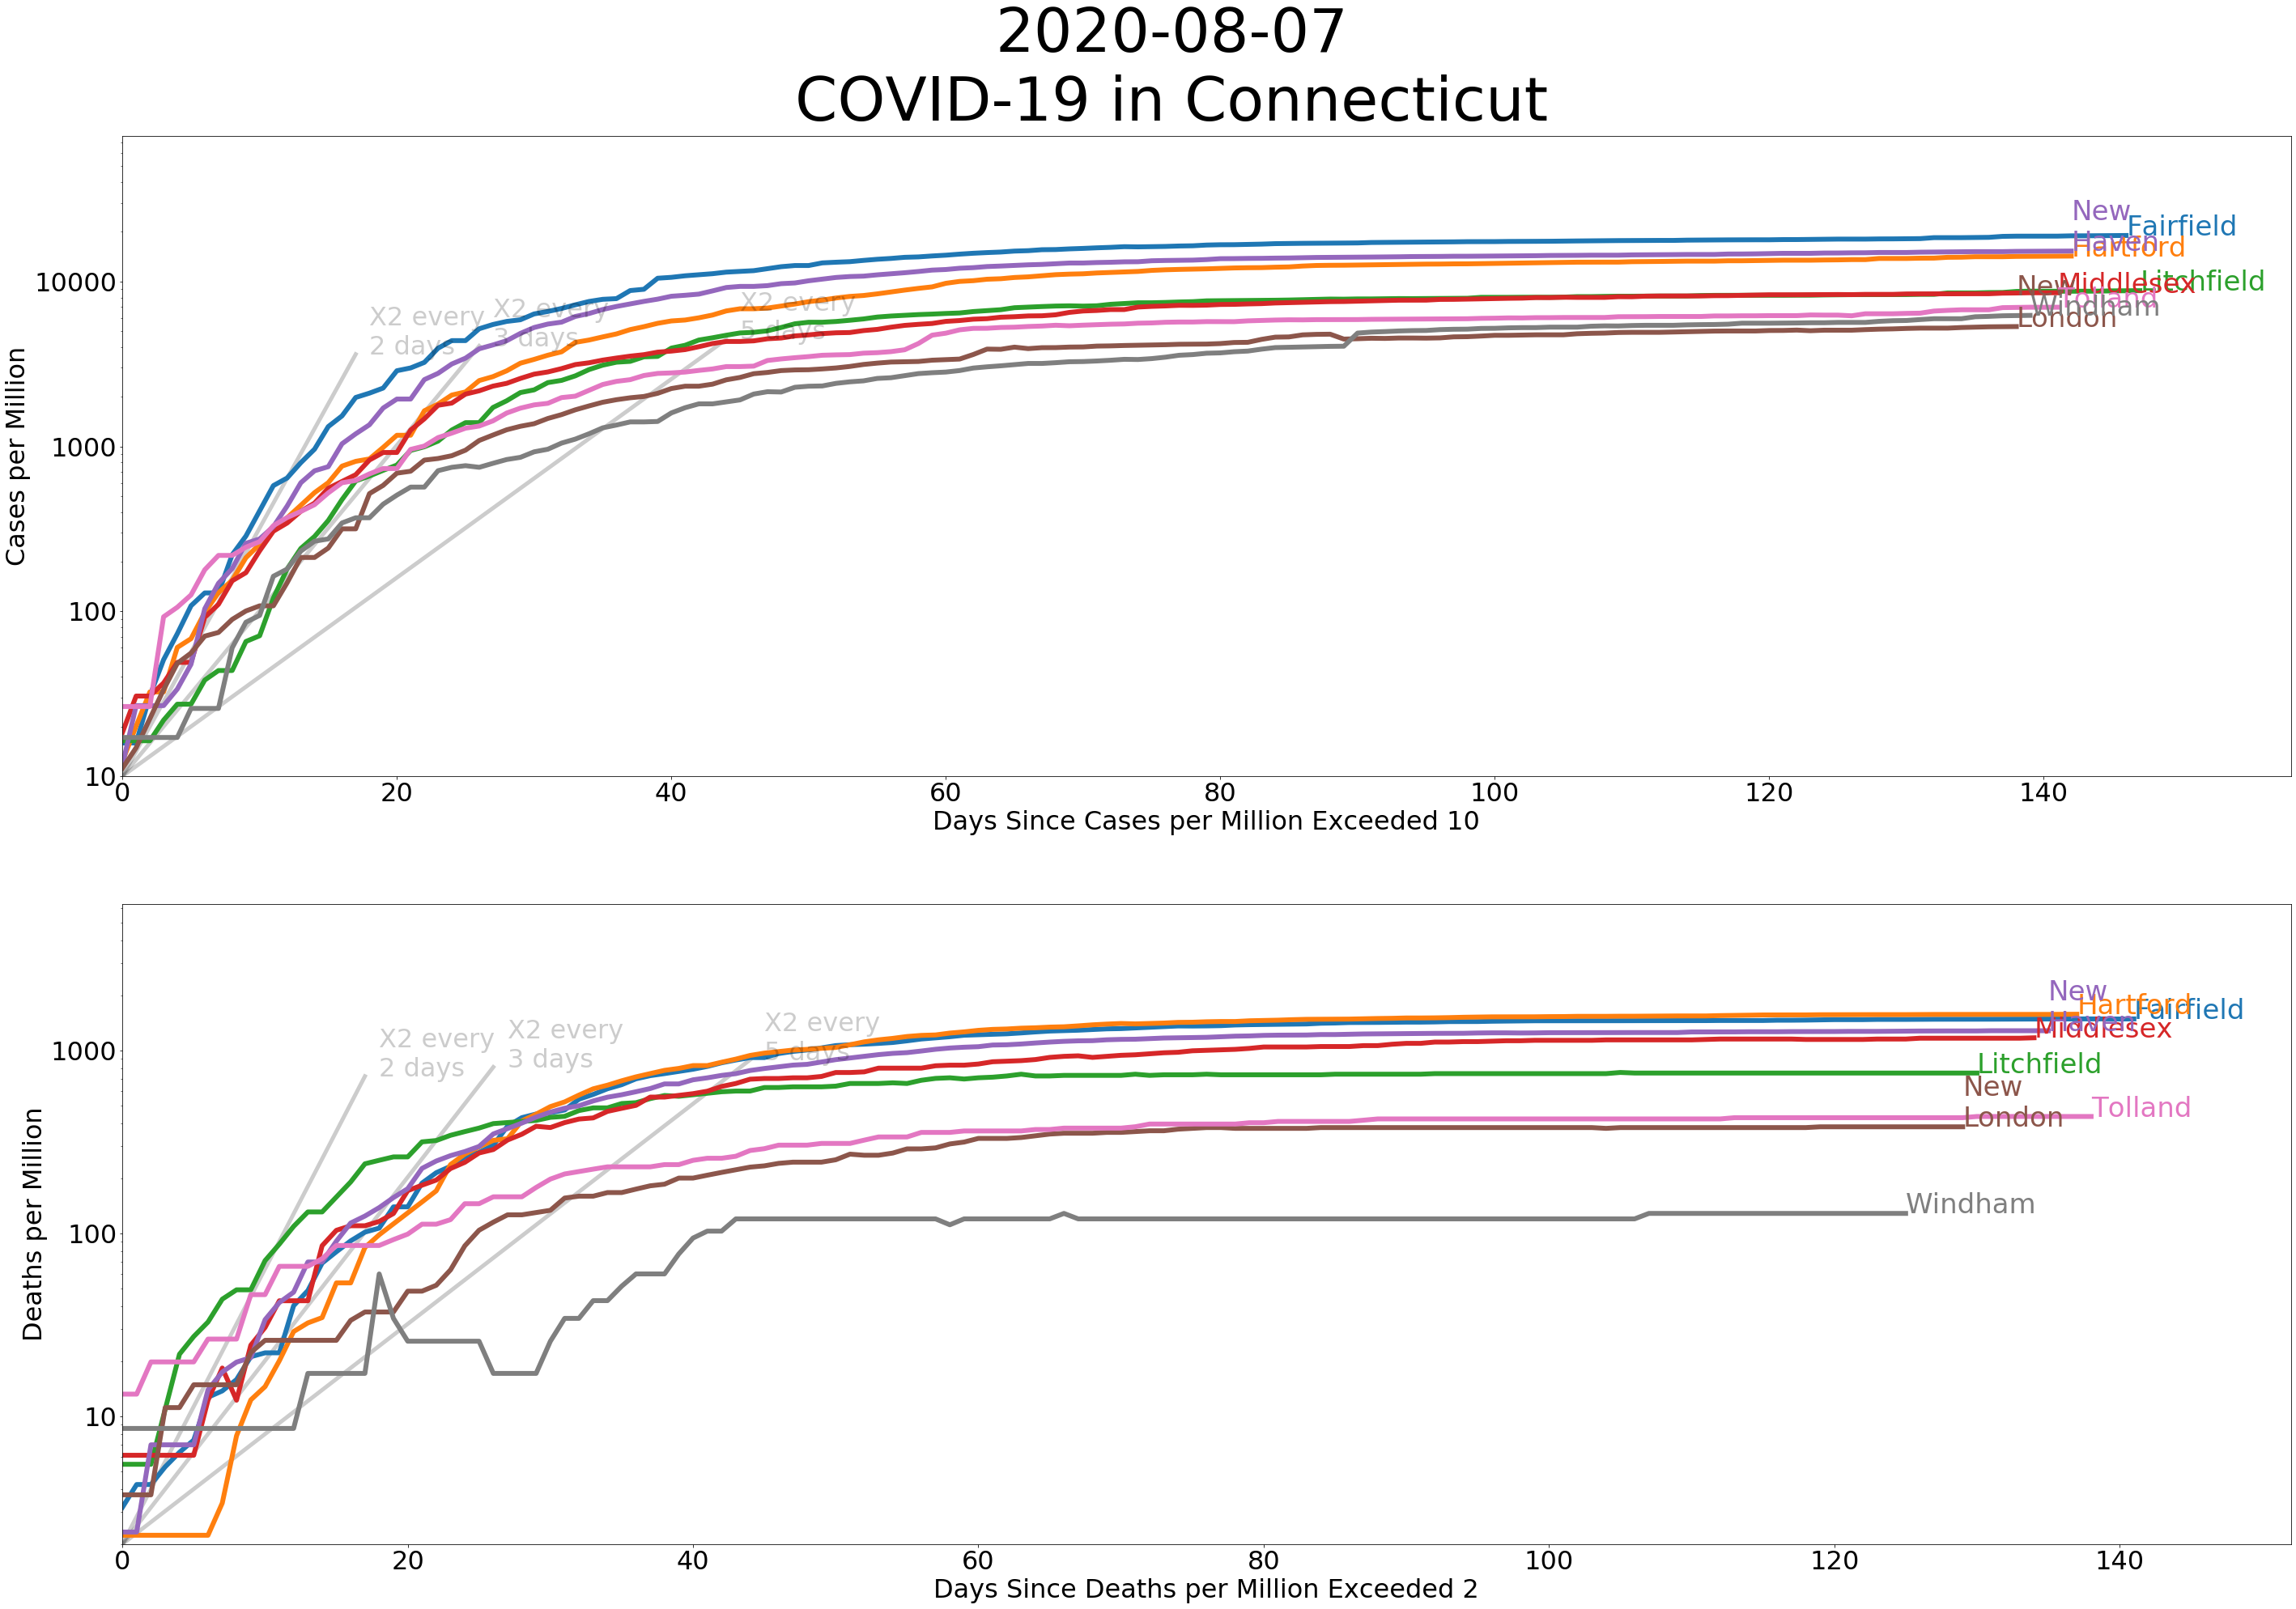 2020-08-07
COVID-19 in Connecticut
New
Haven
Fairfield
Hartford
10000
X2 every
2 days
X2 every
3 days
X2 every
5 days
New
London
Middlesex
Litchfield
Tolland
Windham
1000
100
10
Cases per Million
0 20 40 60 80 100 120 140
Days Since Cases per Million Exceeded 10
New
Haven
Hartford
Fairfield
X2 every
2 days
X2 every
3 days
X2 every
5 days
Middlesex
Litchfield
New
London
Tolland
Windham
1000
100
10
Deaths per Million
0 20 40 60 80 100 120 140
Days Since Deaths per Million Exceeded 2